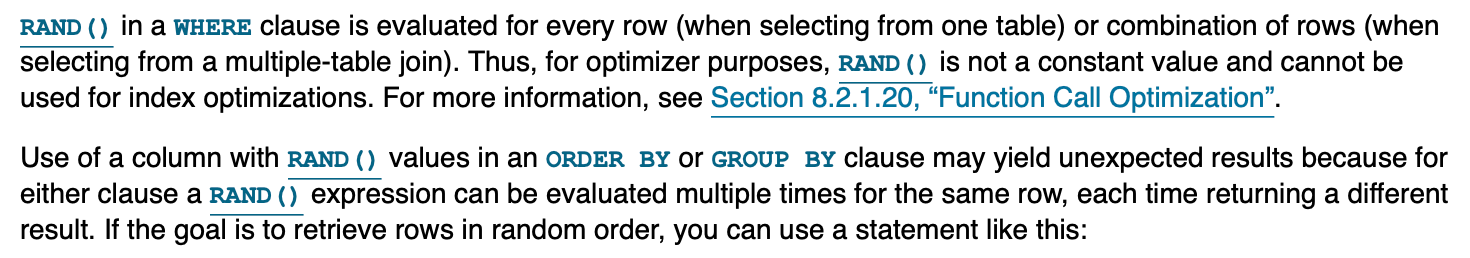 RAND() in a WHERE clause is evaluated for every row (when selecting from one table) or combination of rows (when
selecting from a multiple-table join). Thus, for optimizer purposes, RAND() is not a constant value and cannot be
used for index optimizations. For more information, see Section 8.2.1.20, “Function Call Optimization”.
Use of a column with RAND() values in an ORDER BY or GROUP BY clause may yield unexpected results because for
either clause a RAND() expression can be evaluated multiple times for the same row, each time returning a different
result. If the goal is to retrieve rows in random order, you can use a statement like this: